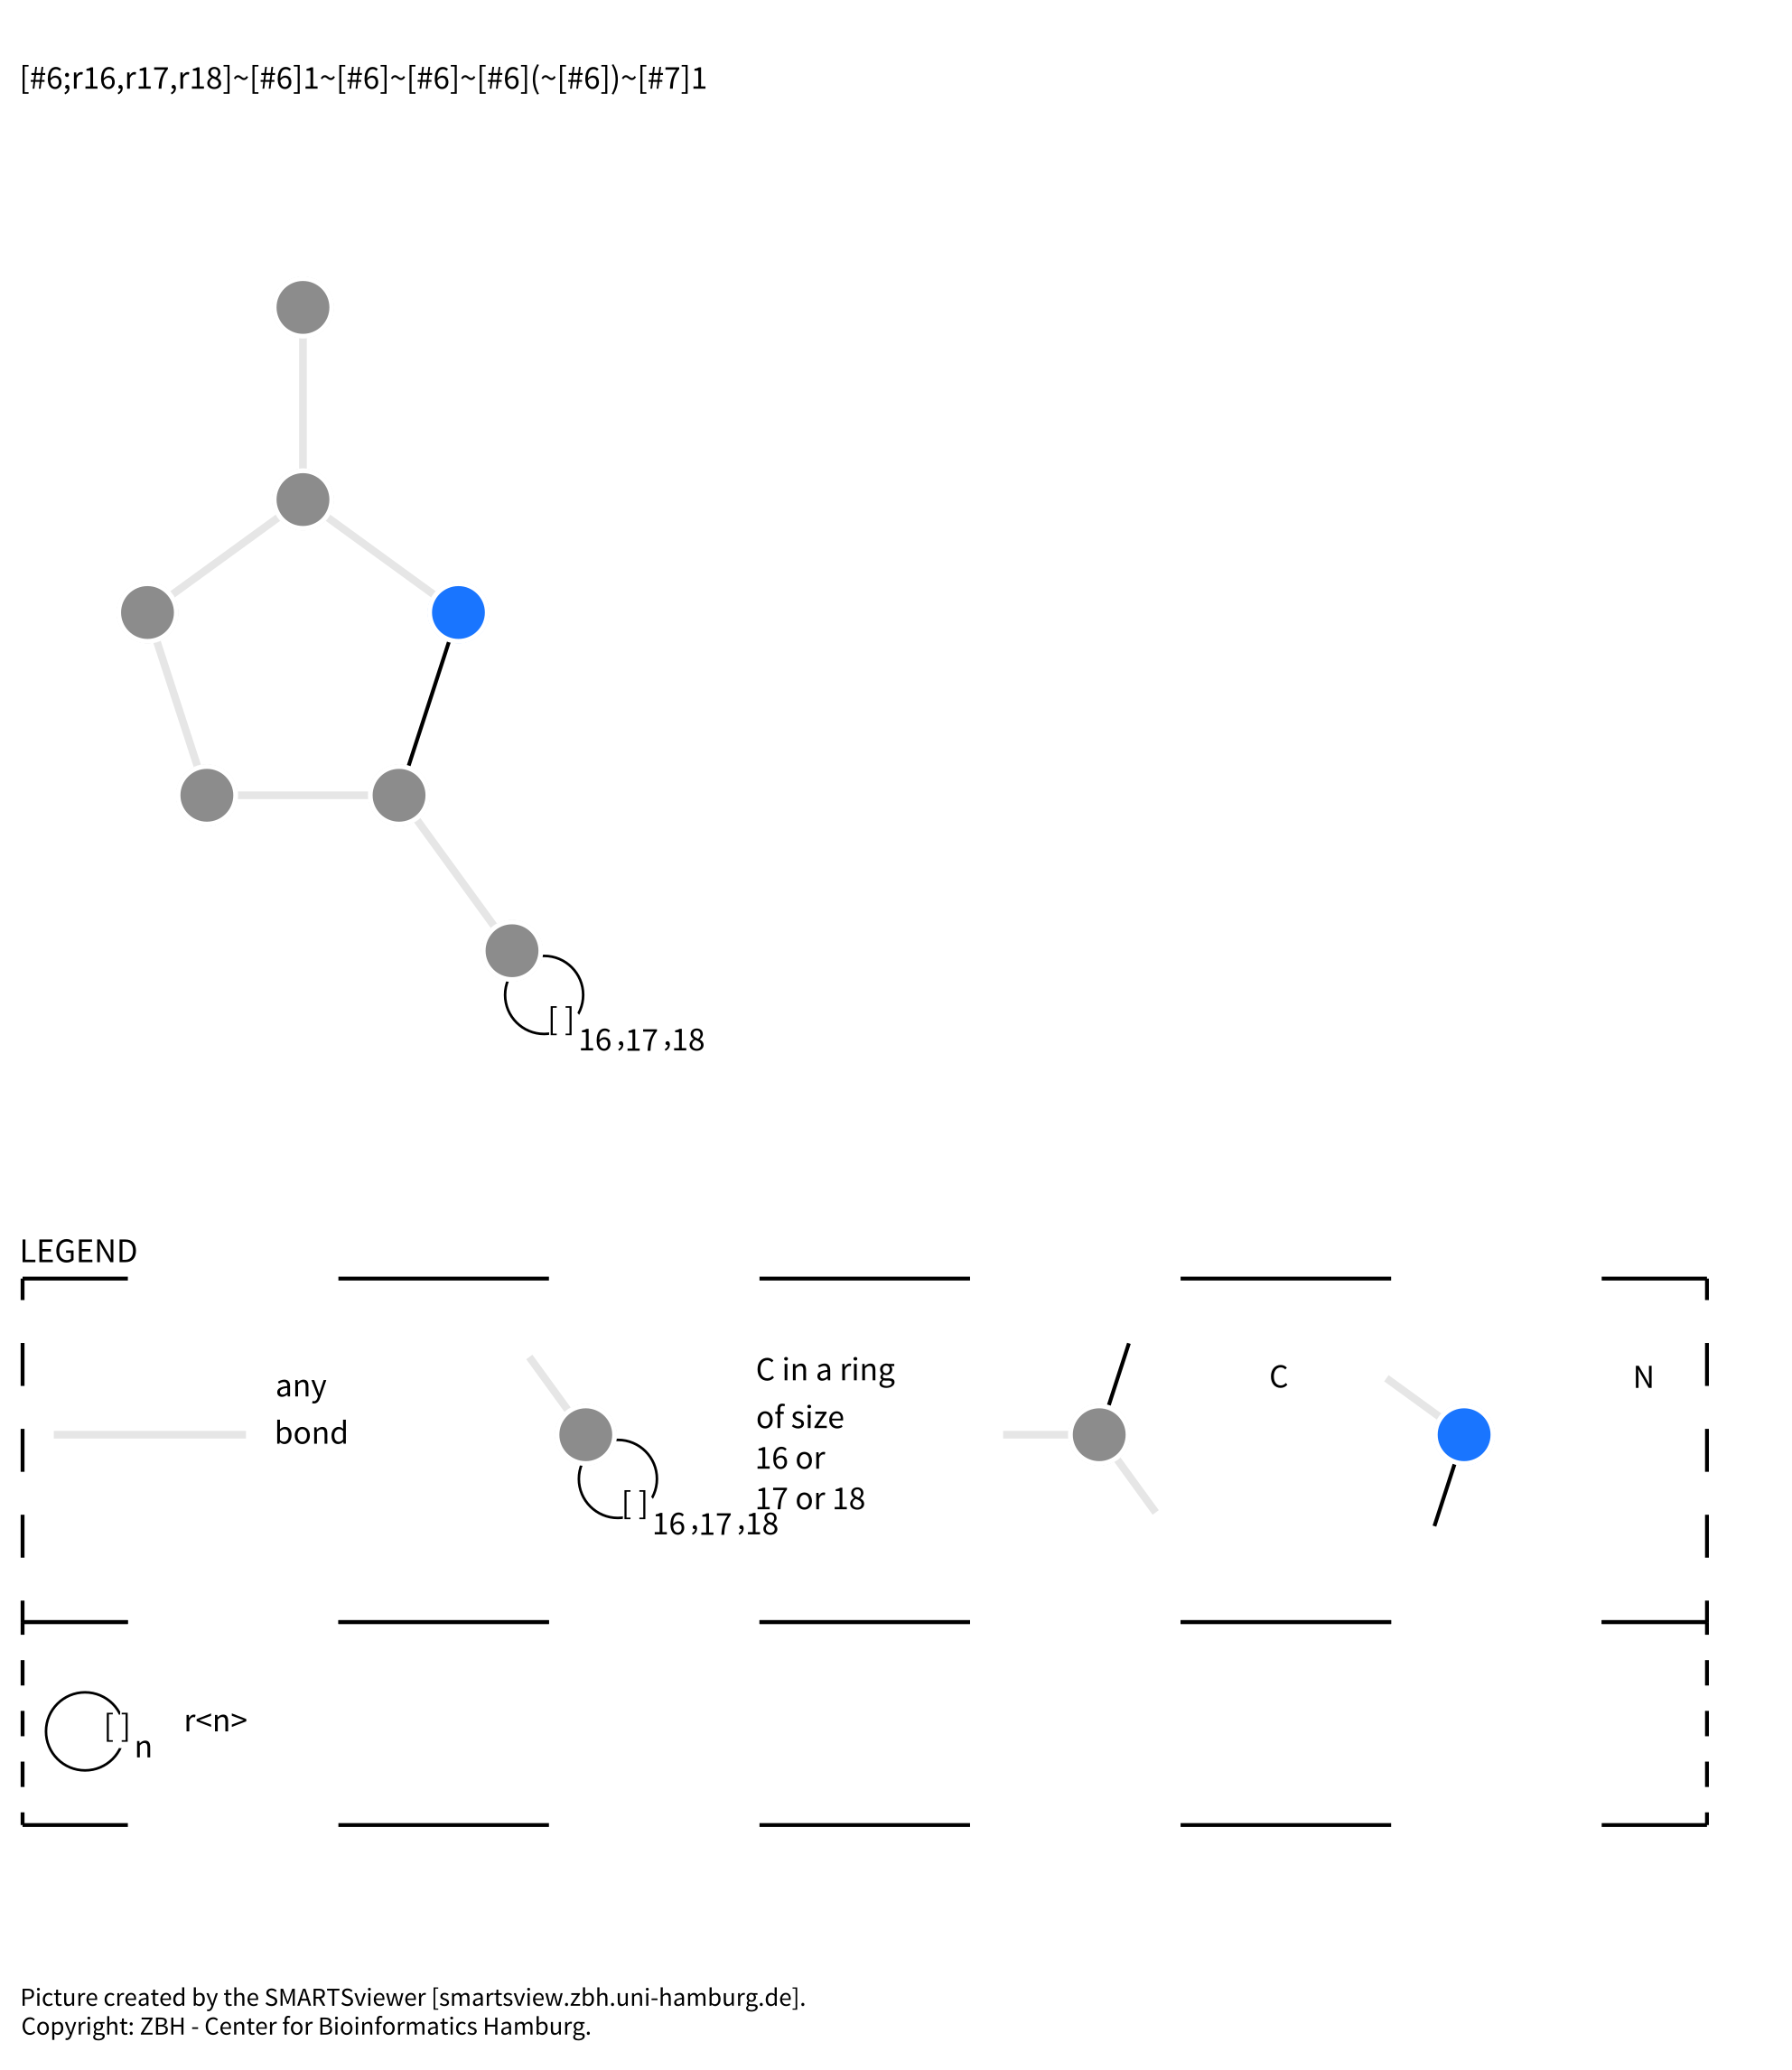 [#6;r16,r17,r18]~[#6]1~[#6]~[#6]~[#6](~[#6])~[#7]1
[ ]16,17,18
LEGEND
any
bond
[ ]16,17,18
C in a ring
of size
16 or
17 or 18
C
N
[ ]n
r<n>
Picture created by the SMARTSviewer [smartsview.zbh.uni-hamburg.de].
Copyright: ZBH - Center for Bioinformatics Hamburg.